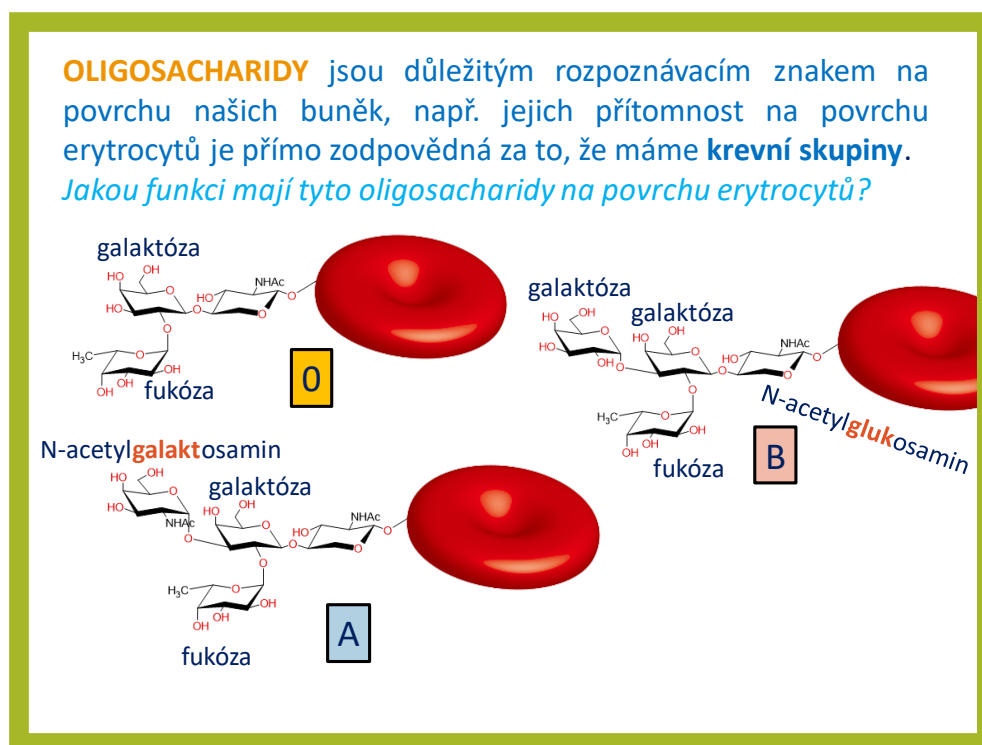 OLIGOSACHARIDY jsou důležitým rozpoznávacím znakem na
povrchu našich buněk, např. jejich přítomnost na povrchu
erytrocytů je přímo zodpovědná za to, že máme krevní skupiny.
Jakou funkci mají tyto oligosacharidy na povrchu erytrocytů?
galaktóza
HO
OH
O
HO
O
HO
NHAc
O
O
O
O
H₃C
O
OH
OH
OH
fukóza
0
galaktóza
galaktóza
HO
OH
O
HO
OH
O
HO
OH
O
O
HO
NHAc
O
O
O
O
H₃C
O
OH
OH
OH
fukóza
N-acetylglukosamin
B
N-acetylgalaktosamin
galaktóza
HO
OH
O
HO
NHAc
O
HO
OH
O
O
HO
NHAc
O
O
O
H₃C
O
OH
OH
OH
fukóza
A